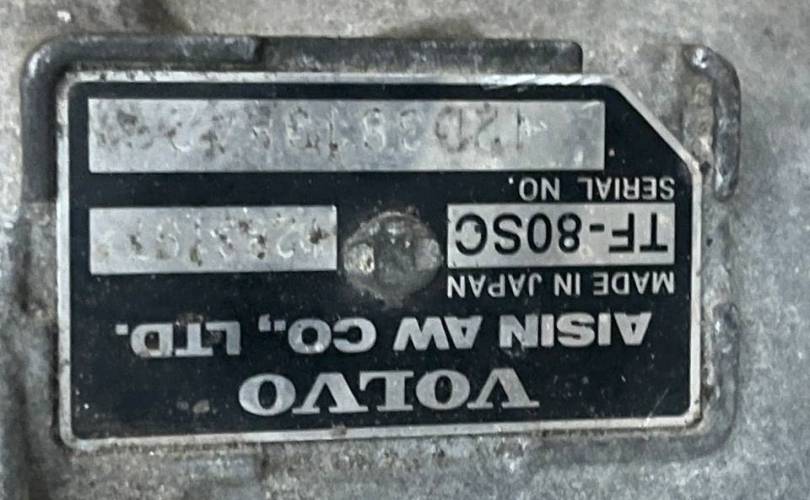 VOLVO
AISIN AW CO., LTD.
MADE IN JAPAN
TF-80SC
SERIAL NO.